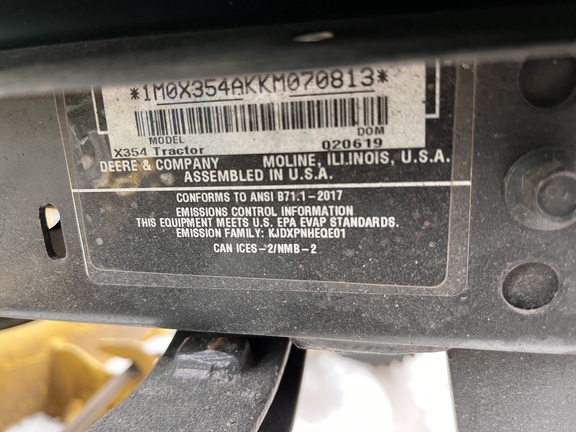 *1M0X354AKKM070813*
MODEL DOM
X354 Tractor 020619
DEERE & COMPANY MOLINE, ILLINOIS, U.S.A.
ASSEMBLED IN U.S.A.
CONFORMS TO ANSI B71.1-2017
EMISSIONS CONTROL INFORMATION
THIS EQUIPMENT MEETS U.S. EPA EVAP STANDARDS.
EMISSION FAMILY: KJDXPNHEQE01
CAN ICES-2/NMB-2